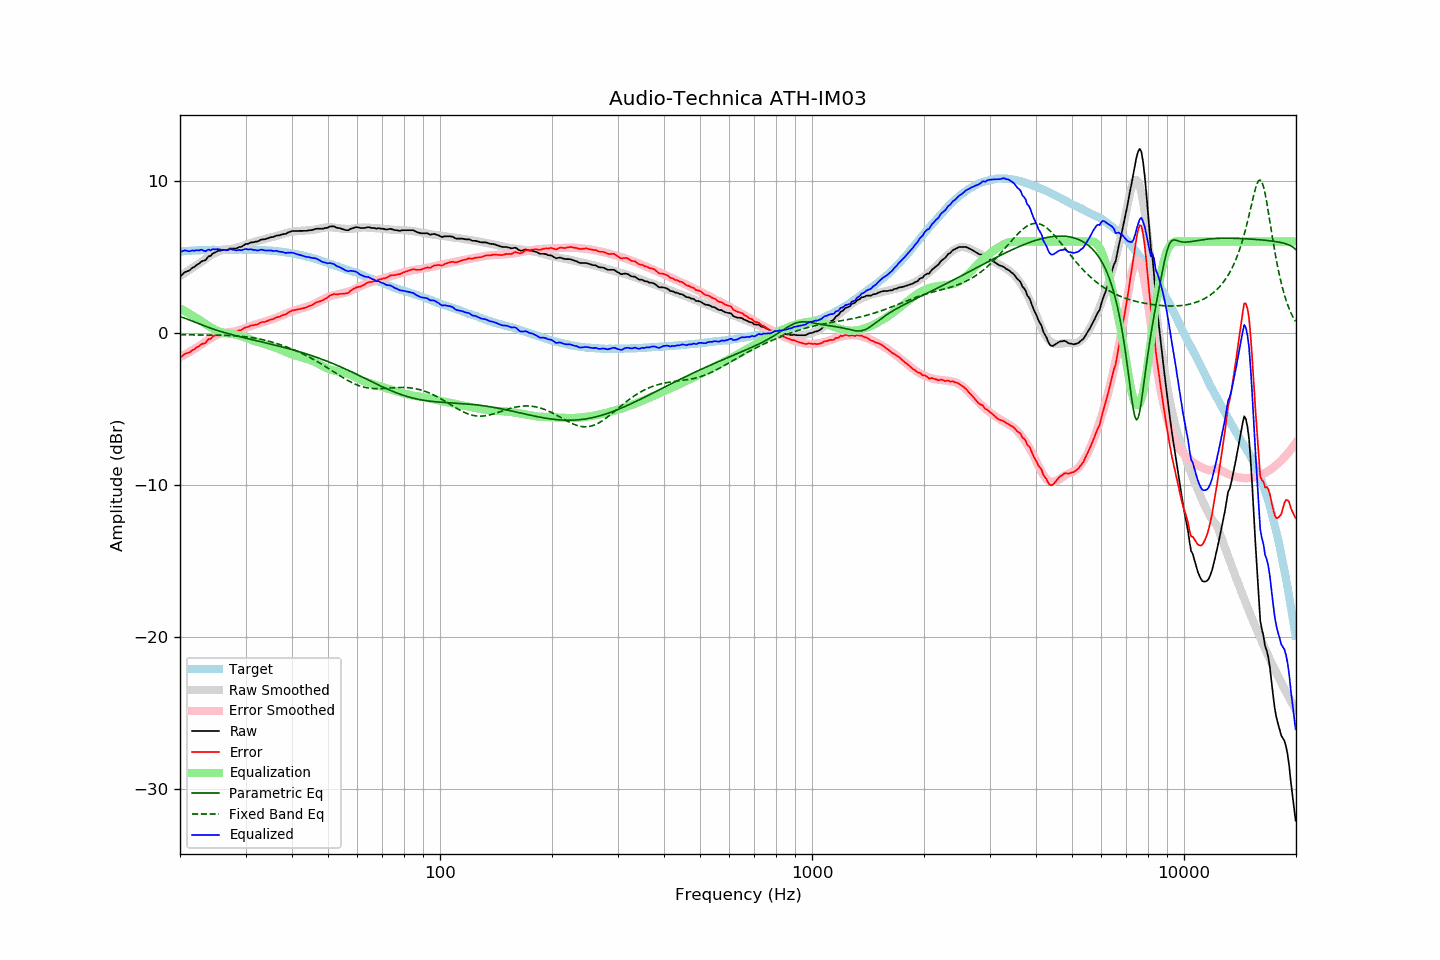 Audio-Technica ATH-IM03
Amplitude (dBr)
10
0
−10
−20
−30
Target
Raw Smoothed
Error Smoothed
Raw
Error
Equalization
Parametric Eq
Fixed Band Eq
Equalized
100
1000
10000
Frequency (Hz)